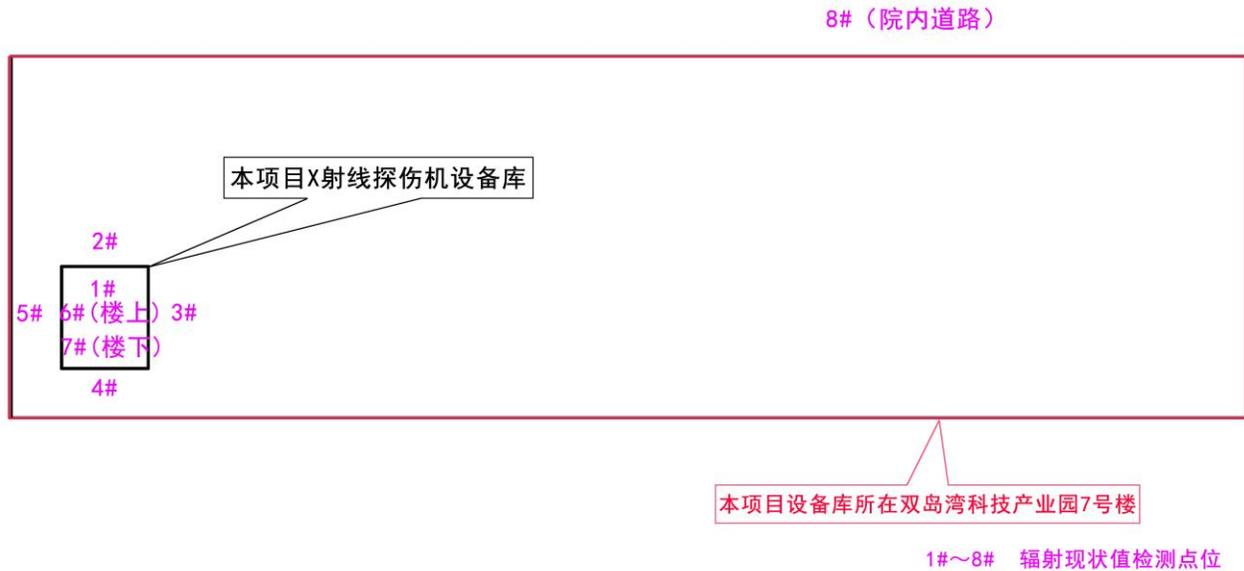 8#（院内道路）
本项目X射线探伤机设备库
2#
1#
5# 6#(楼上) 3#
7#(楼下)
4#
本项目设备库所在双岛湾科技产业园7号楼
1#～8# 辐射现状值检测点位